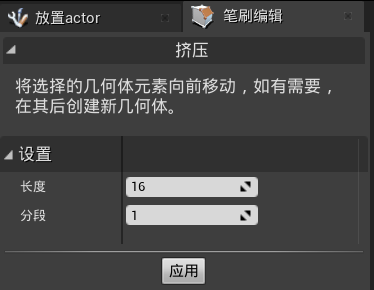 放置actor
笔刷编辑
挤压
将选择的几何体元素向前移动，如有需要，
在其后创建新几何体。
设置
长度 16
分段 1
应用